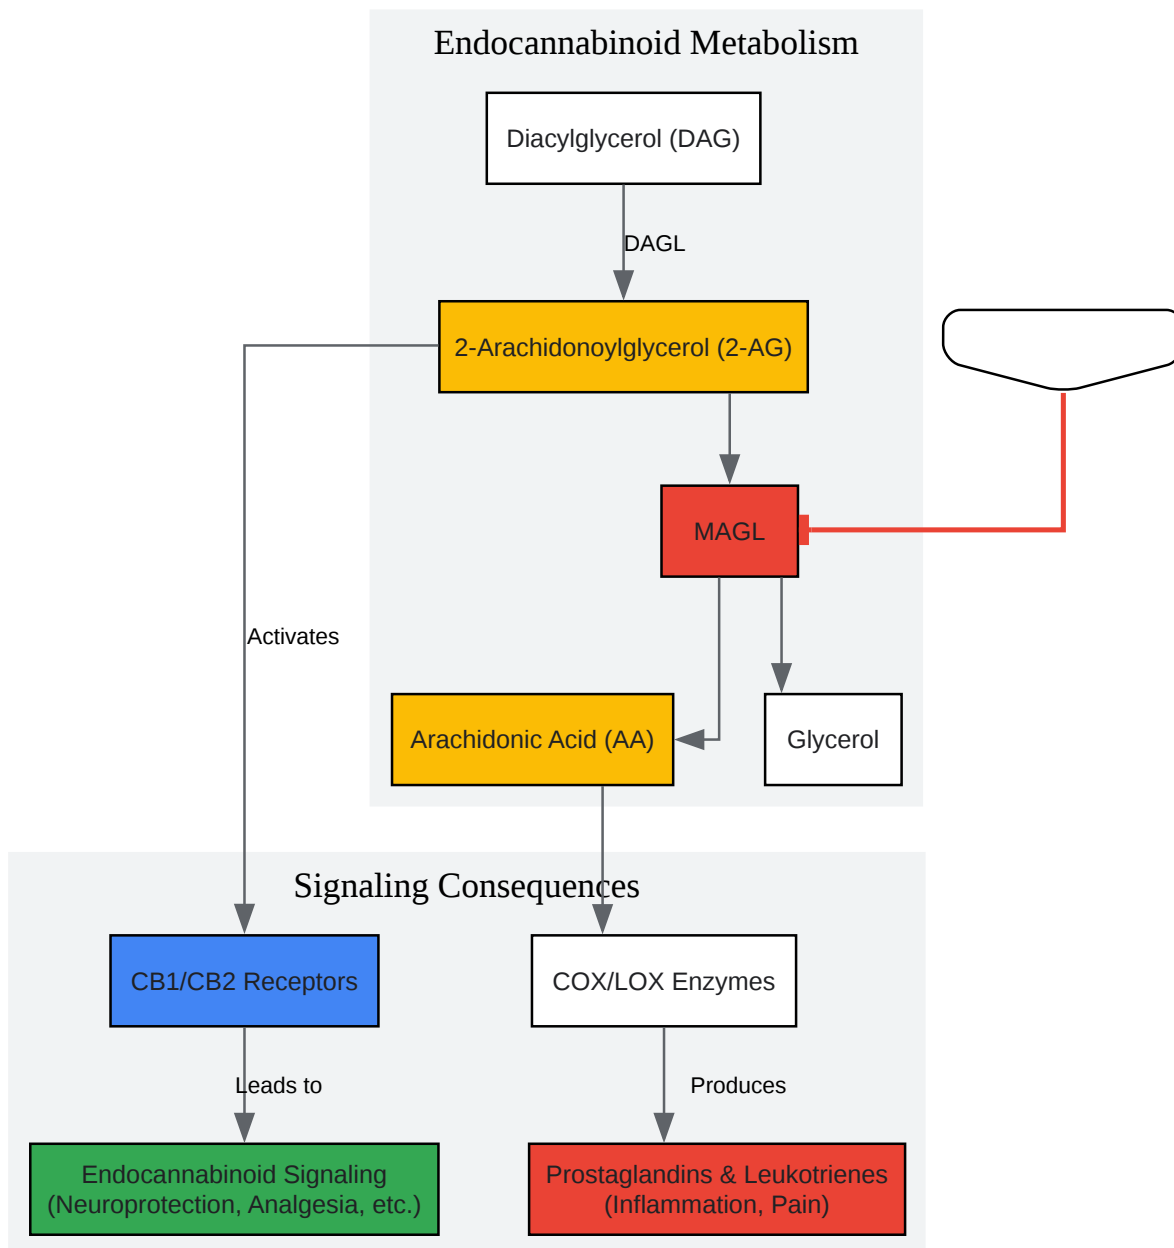 Endocannabinoid Metabolism
Diacylglycerol (DAG)
DAGL
2-Arachidonoylglycerol (2-AG)
MAGL
Activates
Arachidonic Acid (AA)
Glycerol
Signaling Consequences
CB1/CB2 Receptors
COX/LOX Enzymes
Leads to
Produces
Endocannabinoid Signaling
(Neuroprotection, Analgesia, etc.)
Prostaglandins & Leukotrienes
(Inflammation, Pain)